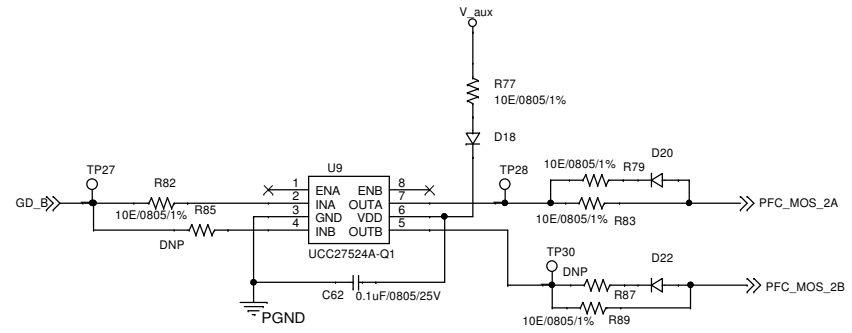 V_aux
R77
10E/0805/1%
D18
U9
TP27
R82
GD_B
10E/0805/1%
R85
DNP
1 ENA ENB 8
2 INA OUTA 7
3 GND VDD 6
4 INB OUTB 5
UCC27524A-Q1
C62 0.1uF/0805/25V
PGND
TP28
D20
10E/0805/1% R79
10E/0805/1% R83
PFC_MOS_2A
TP30
DNP
D22
R87
10E/0805/1% R89
PFC_MOS_2B